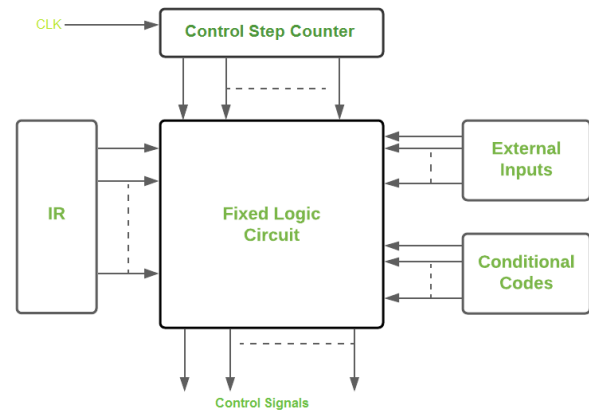 CLK
Control Step Counter
IR
Fixed Logic
Circuit
External
Inputs
Conditional
Codes
Control Signals